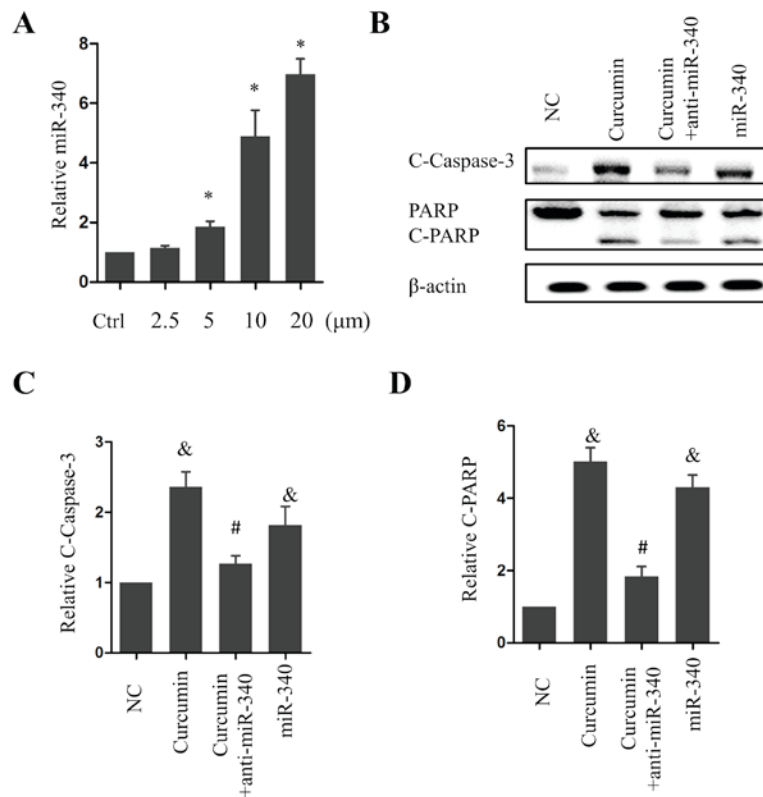 A
Relative miR-340
8
6
4
2
0
*
*
*
Ctrl 2.5 5 10 20 (μm)
B
NC
Curcumin
Curcumin
+anti-miR-340
miR-340
C-Caspase-3
PARP
C-PARP
β-actin
C
Relative C-Caspase-3
3
2
1
0
&
#
&
NC
Curcumin
Curcumin
+anti-miR-340
miR-340
D
Relative C-PARP
6
4
2
0
&
#
&
NC
Curcumin
Curcumin
+anti-miR-340
miR-340